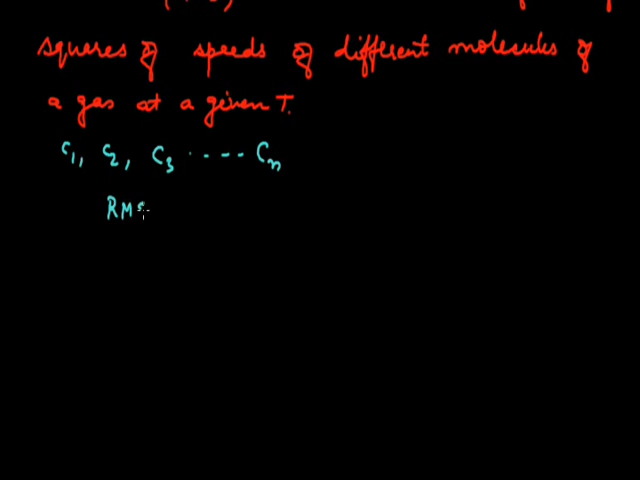 squares of speeds of different molecules of
a gas at a given T.
C1, C2, C3 ---- Cn
RMS